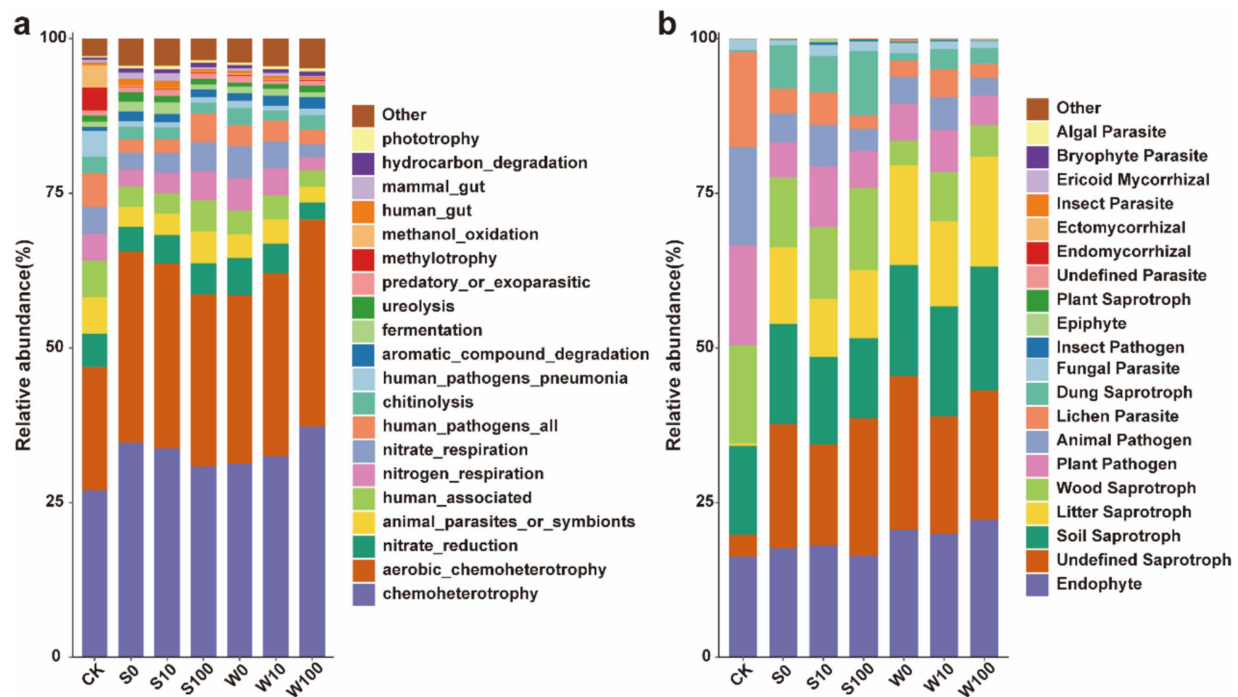 a
Relative abundance(%)
100
75
50
25
0
CK
S0
S10
S100
W0
W10
W100
Other
phototrophy
hydrocarbon_degradation
mammal_gut
human_gut
methanol_oxidation
methylotrophy
predatory_or_exoparasitic
ureolysis
fermentation
aromatic_compound_degradation
human_pathogens_pneumonia
chitinolysis
human_pathogens_all
nitrate_respiration
nitrogen_respiration
human_associated
animal_parasites_or_symbionts
nitrate_reduction
aerobic_chemoheterotrophy
chemoheterotrophy
b
Relative abundance(%)
100
75
50
25
0
CK
S0
S10
S100
W0
W10
W100
Other
Algal Parasite
Bryophyte Parasite
Ericoid Mycorrhizal
Insect Parasite
Ectomycorrhizal
Endomycorrhizal
Undefined Parasite
Plant Saprotroph
Epiphyte
Insect Pathogen
Fungal Parasite
Dung Saprotroph
Lichen Parasite
Animal Pathogen
Plant Pathogen
Wood Saprotroph
Litter Saprotroph
Soil Saprotroph
Undefined Saprotroph
Endophyte